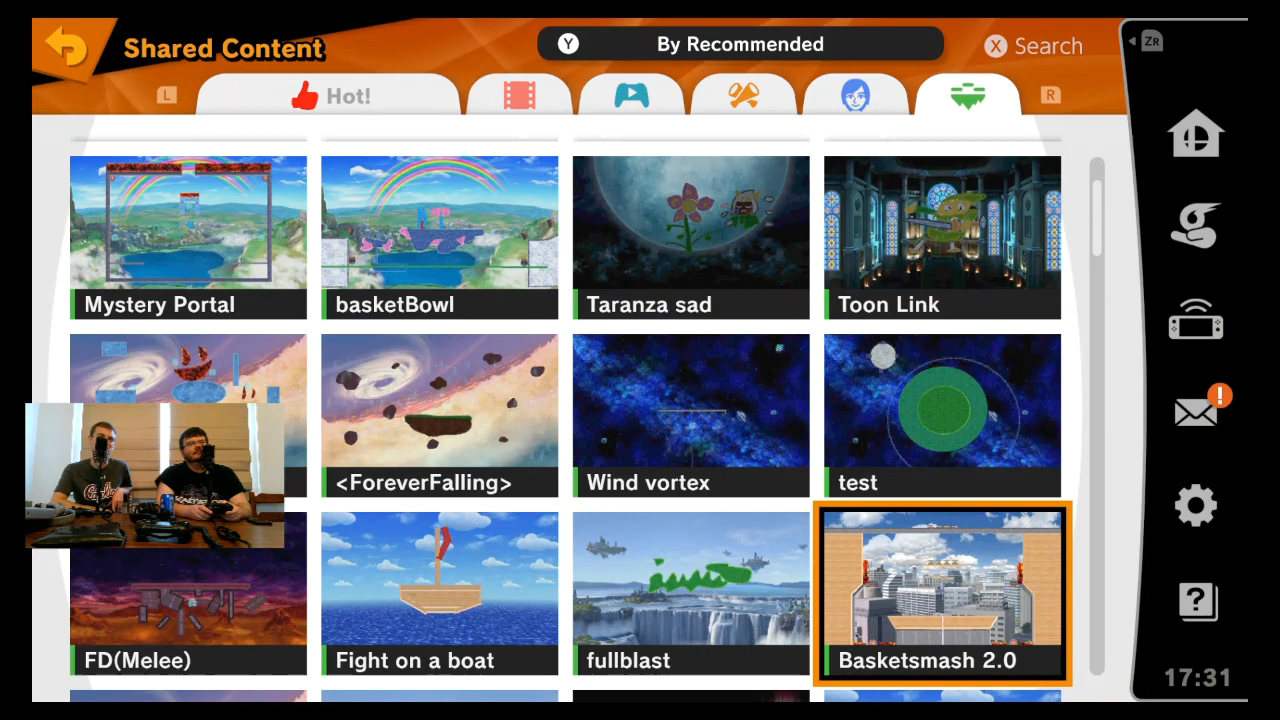 Shared Content
Y By Recommended
X Search
ZR
L
Hot!
R
Mystery Portal
basketBowl
Taranza sad
Toon Link
<ForeverFalling>
Wind vortex
test
FD(Melee)
Fight on a boat
fullblast
Basketsmash 2.0
!
?
17:31